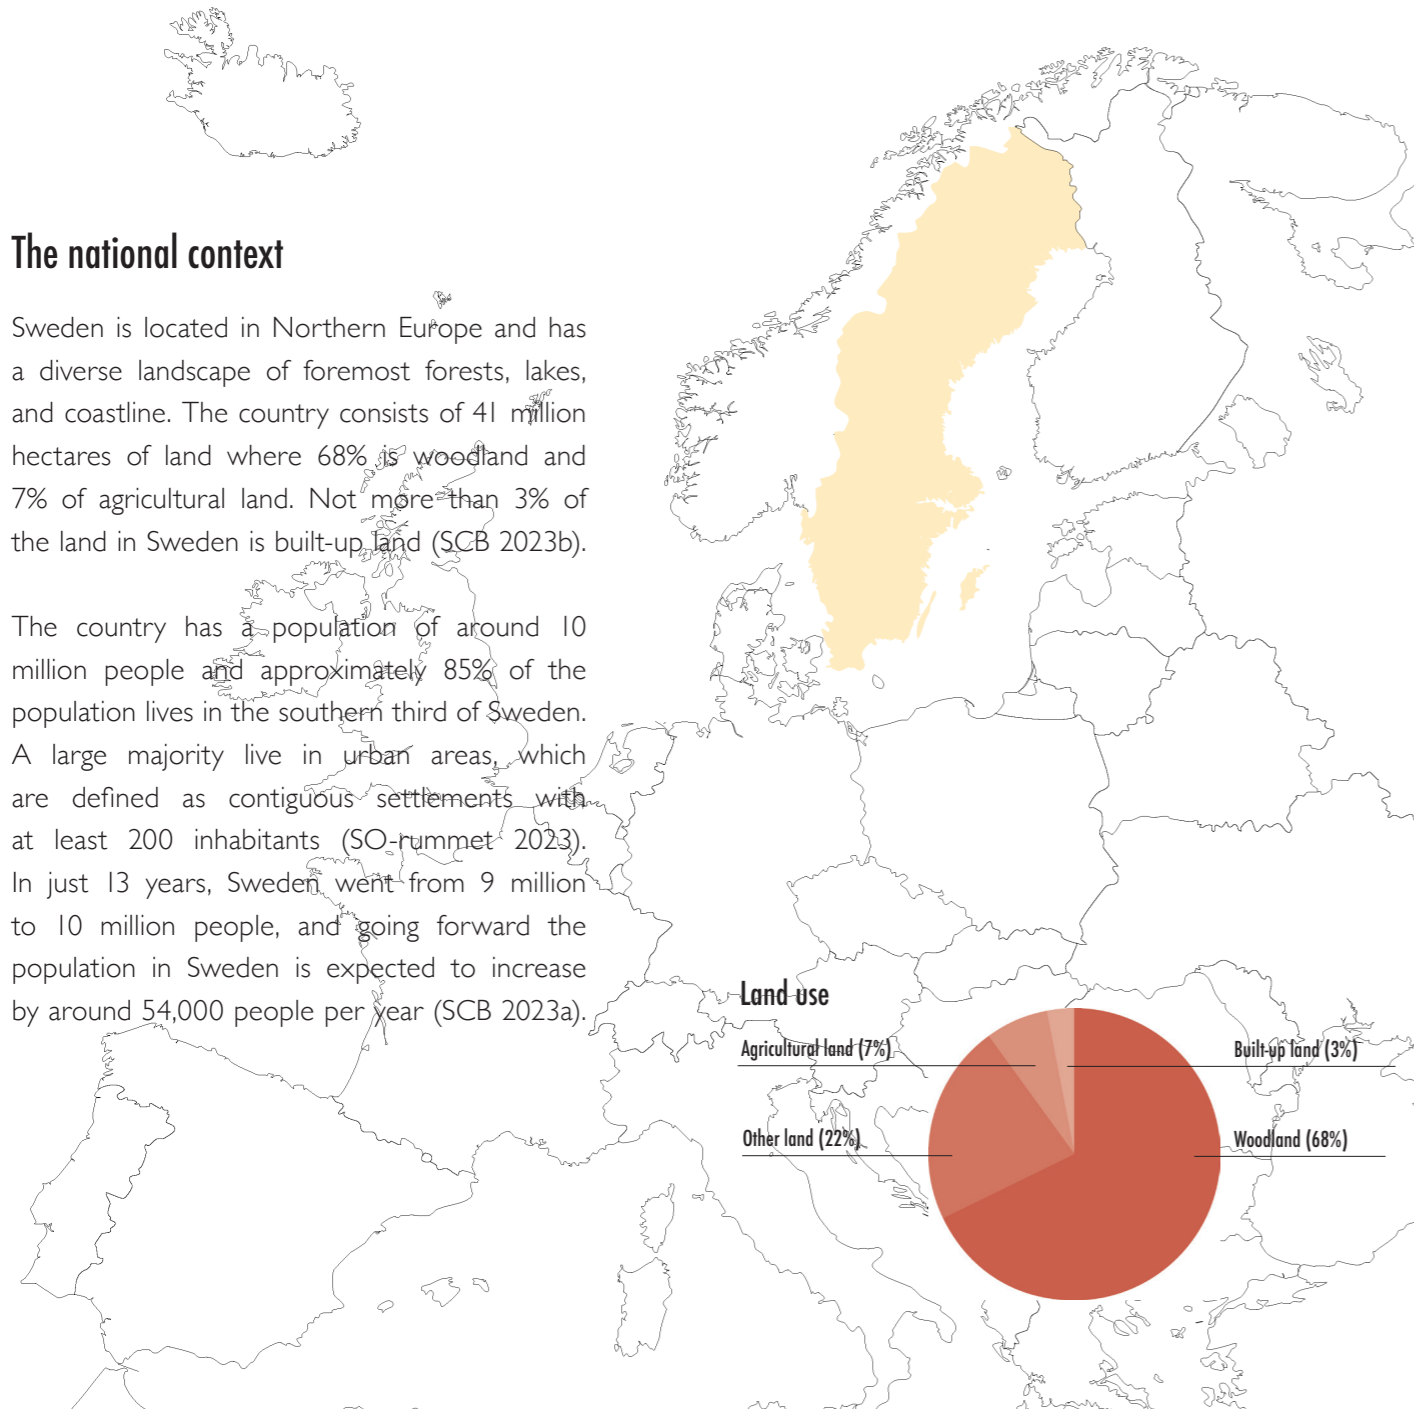 The national context
Sweden is located in Northern Europe and has
a diverse landscape of foremost forests, lakes,
and coastline. The country consists of 41 million
hectares of land where 68% is woodland and
7% of agricultural land. Not more than 3% of
the land in Sweden is built-up land (SCB 2023b).
The country has a population of around 10
million people and approximately 85% of the
population lives in the southern third of Sweden.
A large majority live in urban areas, which
are defined as contiguous settlements with
at least 200 inhabitants (SO-rummet 2023).
In just 13 years, Sweden went from 9 million
to 10 million people, and going forward the
population in Sweden is expected to increase
by around 54,000 people per year (SCB 2023a).
Land use
Agricultural land (7%)
Built-up land (3%)
Other land (22%)
Woodland (68%)